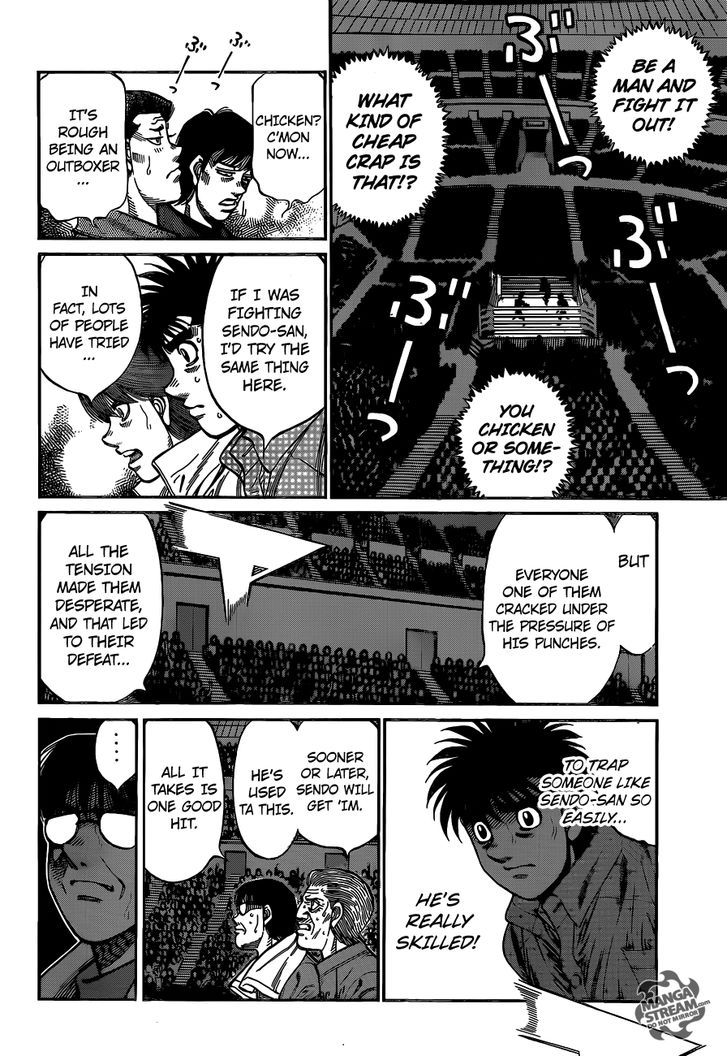 BE A
MAN AND
FIGHT IT
OUT!
WHAT
KIND OF
CHEAP
CRAP IS
THAT!?
ぶ
っ
ぶ
っ
ぶ
っ
YOU
CHICKEN
OR SOME-
THING!?
ぶ
ぶ
CHICKEN?
C'MON
NOW...
IT'S
ROUGH
BEING AN
OUTBOXER
...
IF I WAS
FIGHTING
SENDO-SAN,
I'D TRY THE
SAME THING
HERE.
IN
FACT, LOTS
OF PEOPLE
HAVE TRIED
...
BUT
EVERYONE
ONE OF THEM
CRACKED UNDER
THE PRESSURE OF
HIS PUNCHES.
ALL THE
TENSION
MADE THEM
DESPERATE,
AND THAT LED
TO THEIR
DEFEAT...
TO TRAP
SOMEONE LIKE
SENDO-SAN SO
EASILY...
HE'S
REALLY
SKILLED!
SOONER
OR LATER,
SENDO WILL
GET 'IM.
HE'S
USED
TA THIS.
ALL IT
TAKES IS
ONE GOOD
HIT.
....
MANGA
STREAM.COM
DO NOT MIRROR